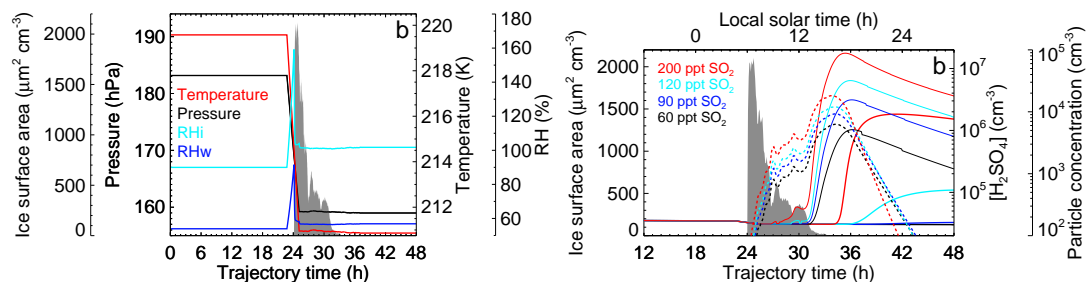 b
Ice surface area (µm² cm⁻³)
2000
1500
1000
500
0
Pressure (hPa)
190
180
170
160
Temperature
Pressure
RHi
RHw
Temperature (K)
220
218
216
214
212
RH (%)
180
160
140
120
100
80
60
0 6 12 18 24 30 36 42 48
Trajectory time (h)
Local solar time (h)
0 12 24
b
Ice surface area (µm² cm⁻³)
2000
1500
1000
500
0
200 ppt SO₂
120 ppt SO₂
90 ppt SO₂
60 ppt SO₂
[H₂SO₄] (cm⁻³)
10⁷
10⁶
10⁵
Particle concentration (cm⁻³)
10⁵
10⁴
10³
10²
12 18 24 30 36 42 48
Trajectory time (h)